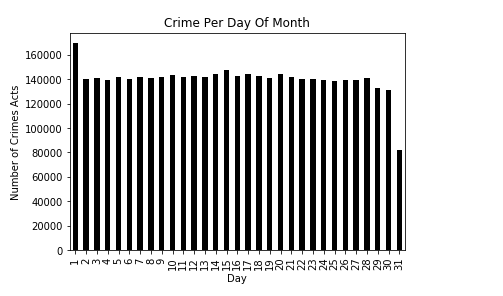 Crime Per Day Of Month
Number of Crimes Acts
160000
140000
120000
100000
80000
60000
40000
20000
0
1 2 3 4 5 6 7 8 9 10 11 12 13 14 15 16 17 18 19 20 21 22 23 24 25 26 27 28 29 30 31
Day